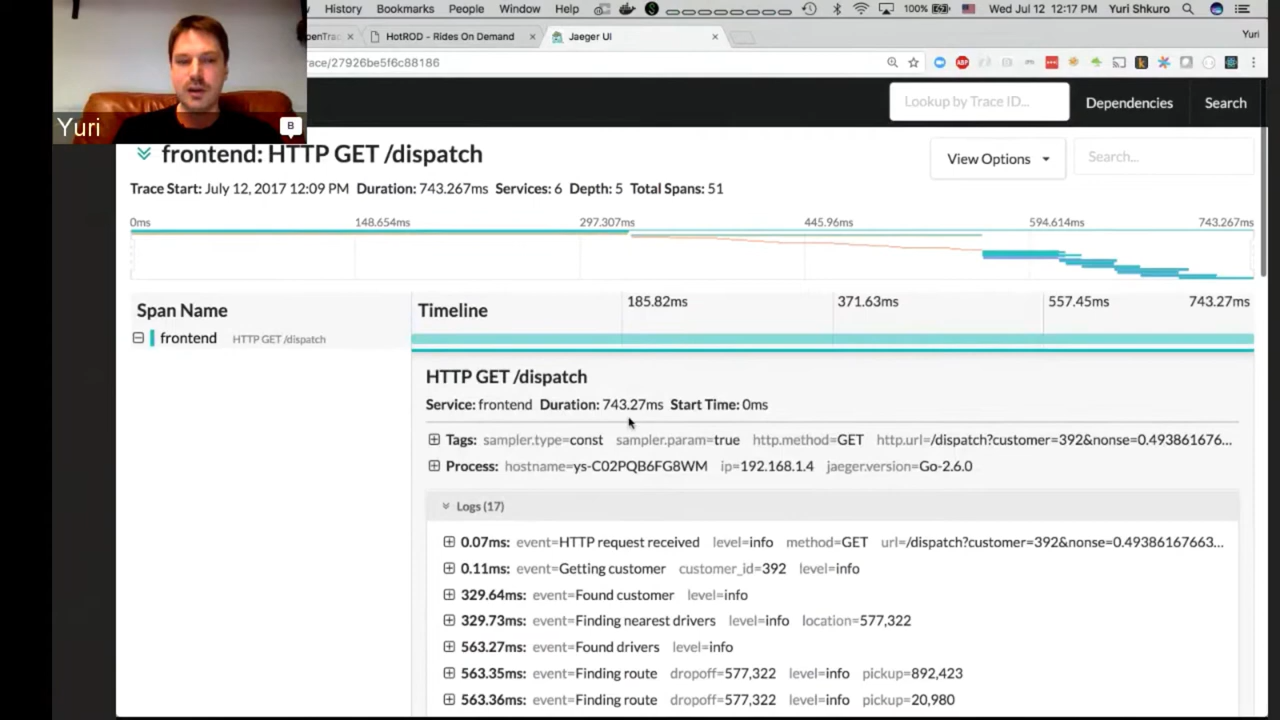 History Bookmarks People Window Help 100% Wed Jul 12 12:17 PM Yuri Shkuro
HotROD - Rides On Demand Jaeger UI Yuri
race/27926be5f6c88186
Lookup by Trace ID... Dependencies Search
Yuri
B
frontend: HTTP GET /dispatch View Options Search...
Trace Start: July 12, 2017 12:09 PM Duration: 743.267ms Services: 6 Depth: 5 Total Spans: 51
0ms 148.654ms 297.307ms 445.96ms 594.614ms 743.267ms
Span Name Timeline 185.82ms 371.63ms 557.45ms 743.27ms
frontend HTTP GET /dispatch
HTTP GET /dispatch
Service: frontend Duration: 743.27ms Start Time: 0ms
Tags: sampler.type=const sampler.param=true http.method=GET http.url=/dispatch?customer=392&nonse=0.493861676...
Process: hostname=ys-C02PQB6FG8WM ip=192.168.1.4 jaeger.version=Go-2.6.0
Logs (17)
0.07ms: event=HTTP request received level=info method=GET url=/dispatch?customer=392&nonse=0.49386167663...
0.11ms: event=Getting customer customer_id=392 level=info
329.64ms: event=Found customer level=info
329.73ms: event=Finding nearest drivers level=info location=577,322
563.27ms: event=Found drivers level=info
563.35ms: event=Finding route dropoff=577,322 level=info pickup=892,423
563.36ms: event=Finding route dropoff=577,322 level=info pickup=20,980